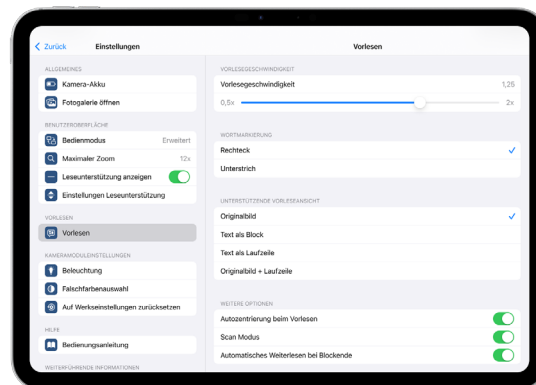 Zurück
Einstellungen
Vorlesen
ALLGEMEINES
Kamera-Akku
Fotogalerie öffnen
BENUTZEROBERFLÄCHE
Bedienmodus Erweitert
Maximaler Zoom 12x
Leseunterstützung anzeigen
Einstellungen Leseunterstützung
VORLESEN
Vorlesen
KAMERAMODULEINSTELLUNGEN
Beleuchtung
Falschfarbenauswahl
Auf Werkseinstellungen zurücksetzen
HILFE
Bedienungsanleitung
WEITERFÜHRENDE INFORMATIONEN
VORLESEGESCHWINDIGKEIT
Vorlesegeschwindigkeit 1,25
0,5x 2x
WORTMARKIERUNG
Rechteck
Unterstrich
UNTERSTÜTZENDE VORLESEANDICHT
Originalbild
Text als Block
Text als Laufzeile
Originalbild + Laufzeile
WEITERE OPTIONEN
Autozentrierung beim Vorlesen
Scan Modus
Automatisches Weiterlesen bei Blockende